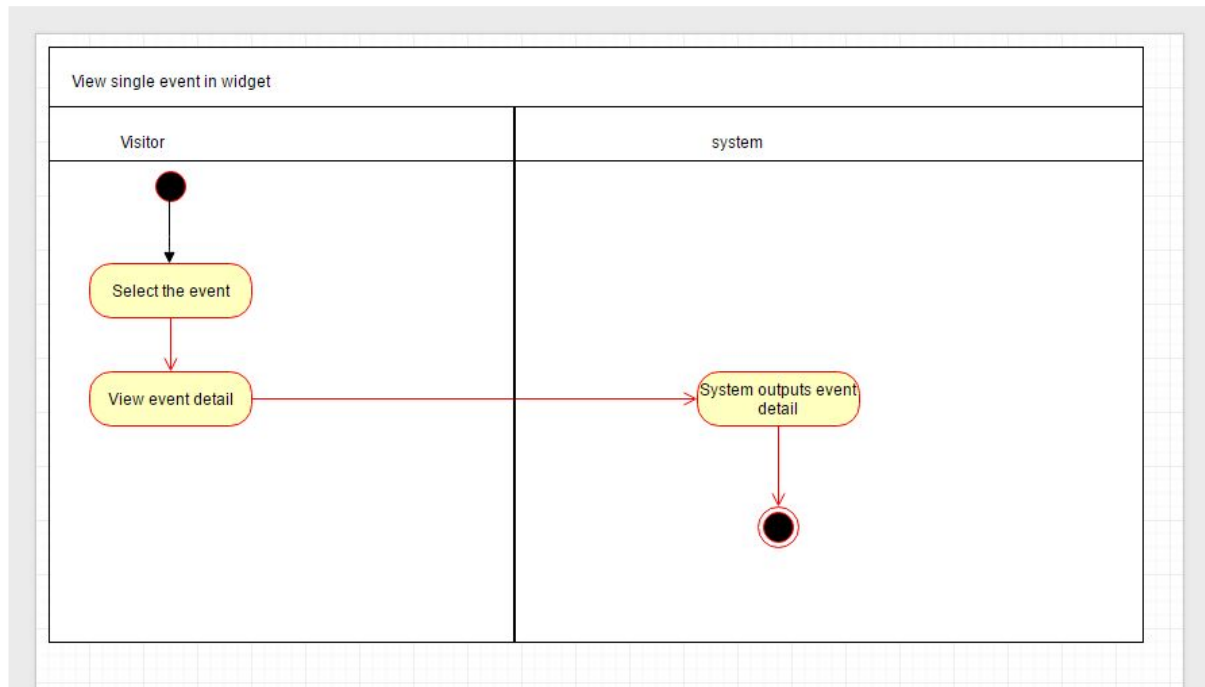 View single event in widget
Visitor
system
Select the event
View event detail
System outputs event
detail